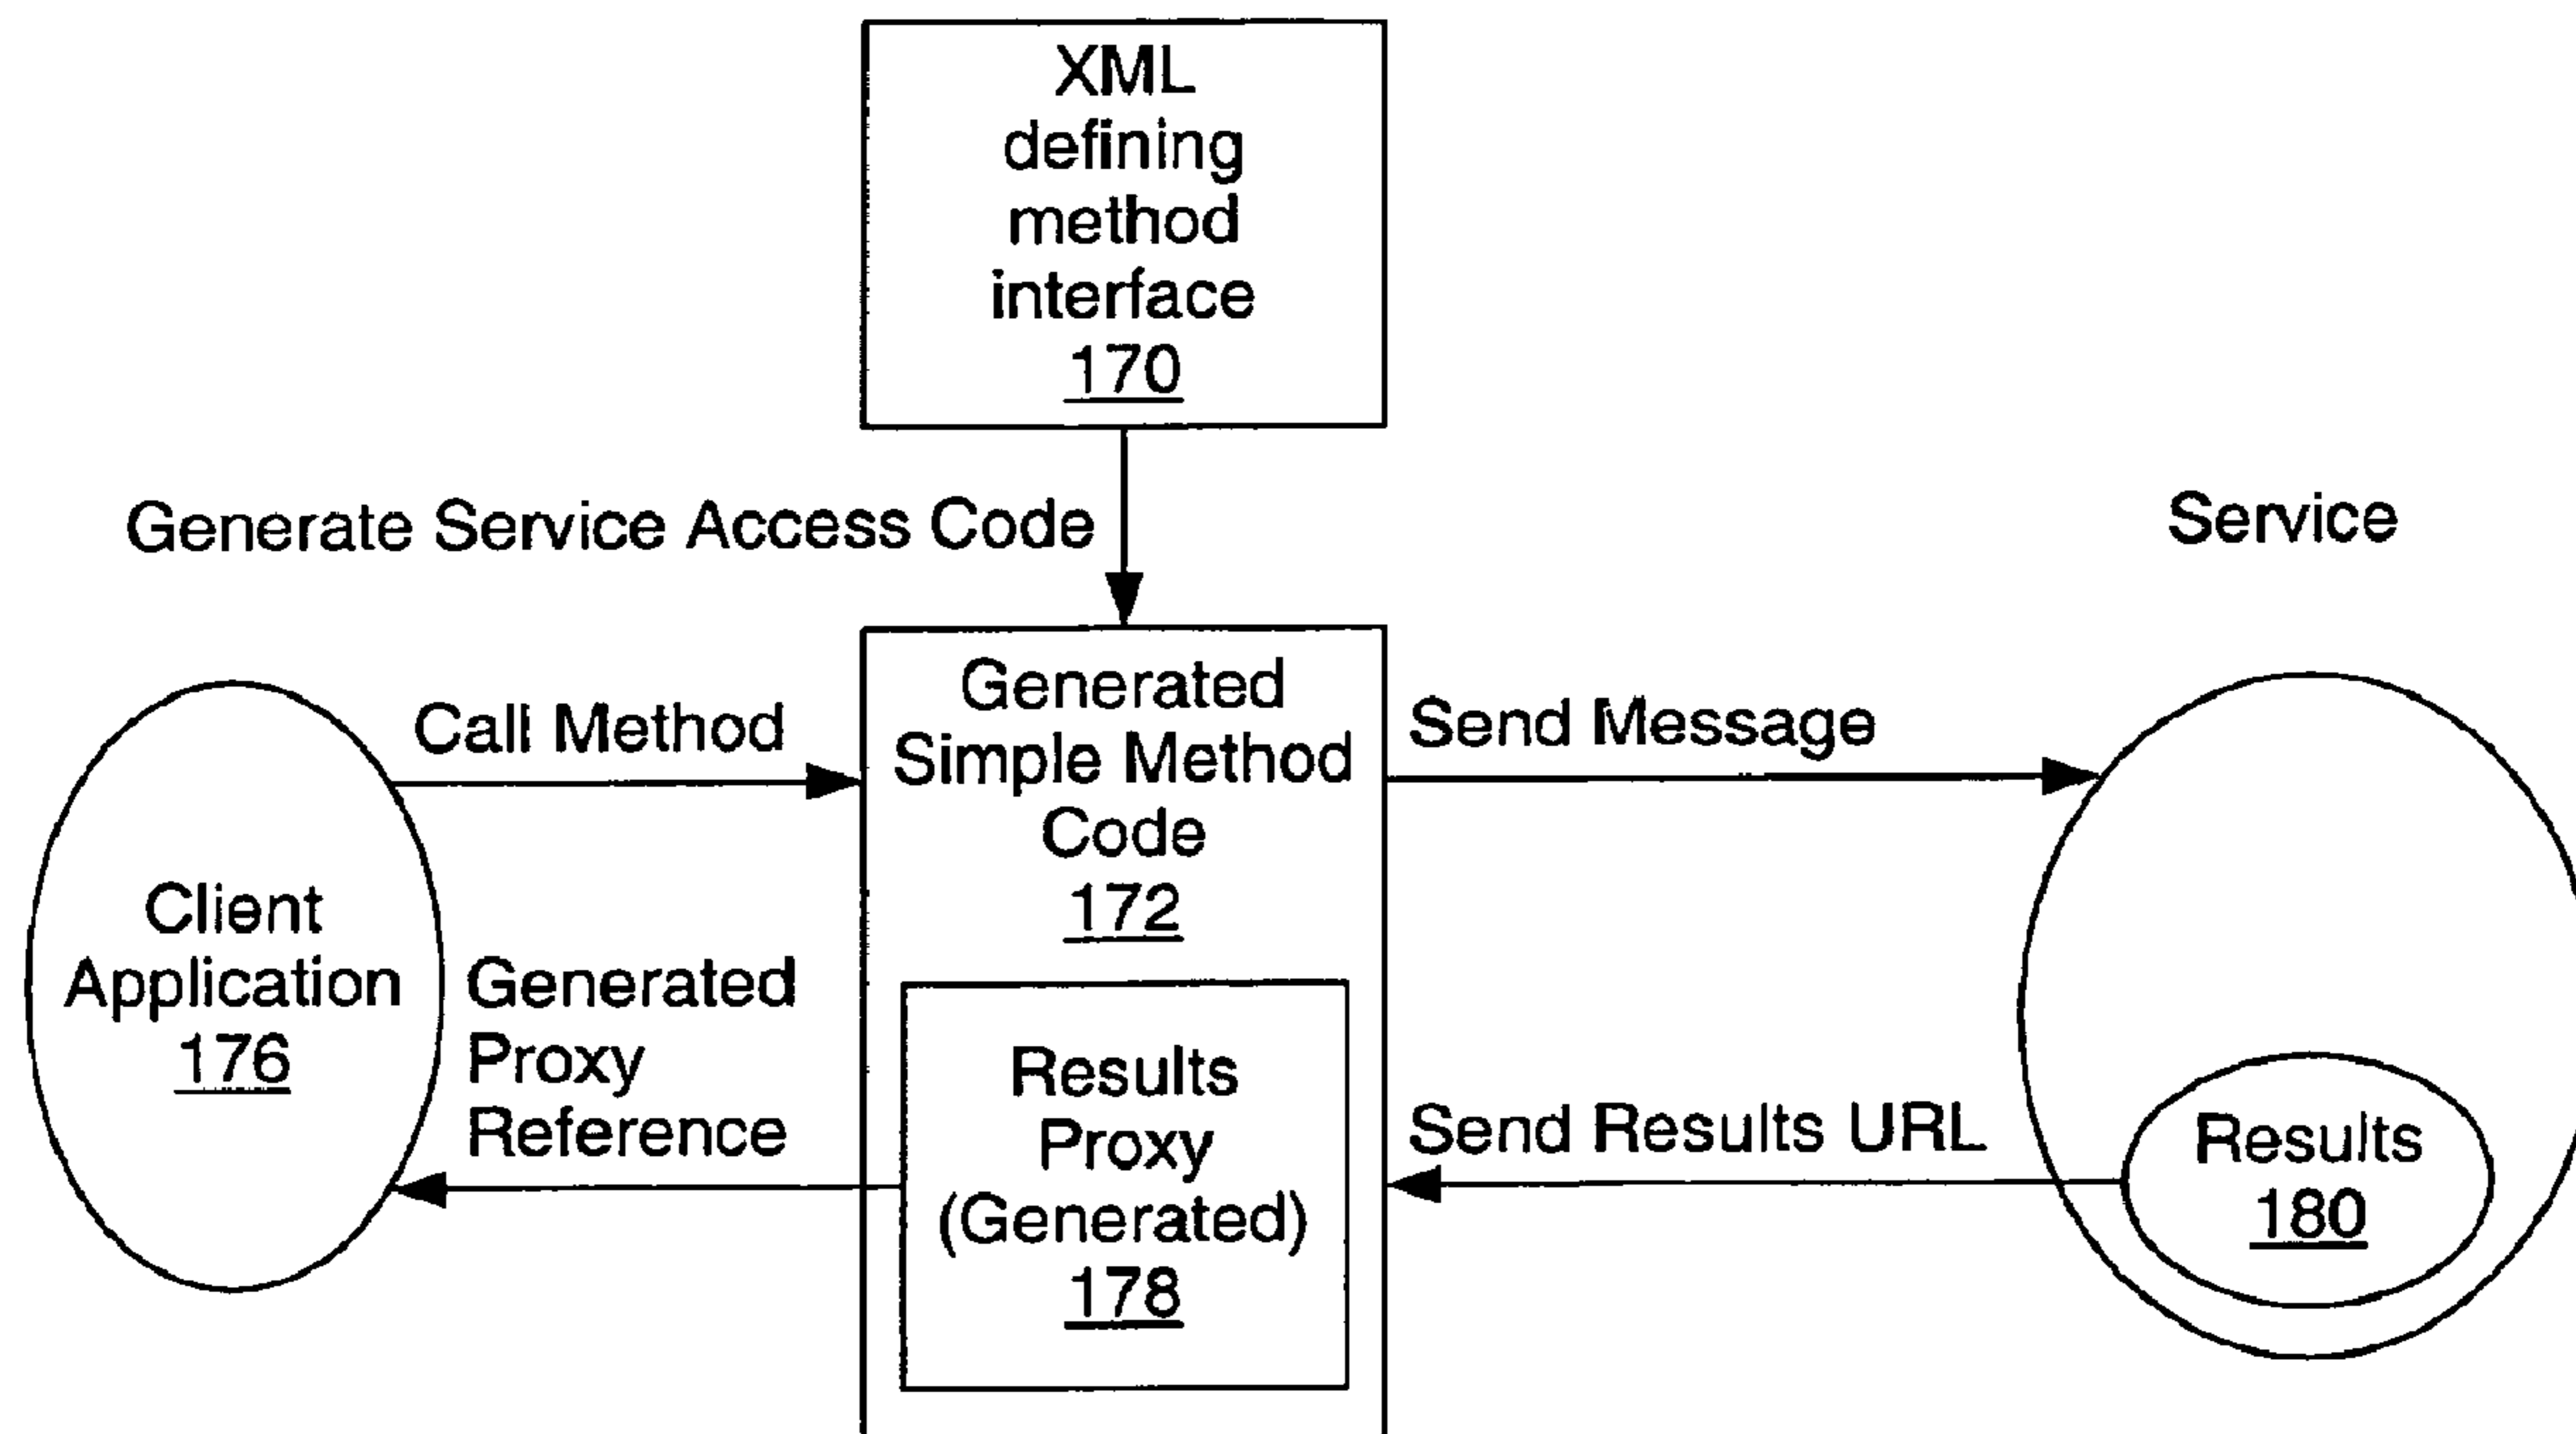 XML
defining
method
interface
170
Generate Service Access Code
Service
Generated
Simple Method
Code
172
Call Method
Send Message
Client
Application
176
Generated
Proxy
Reference
Results
Proxy
(Generated)
178
Send Results URL
Results
180